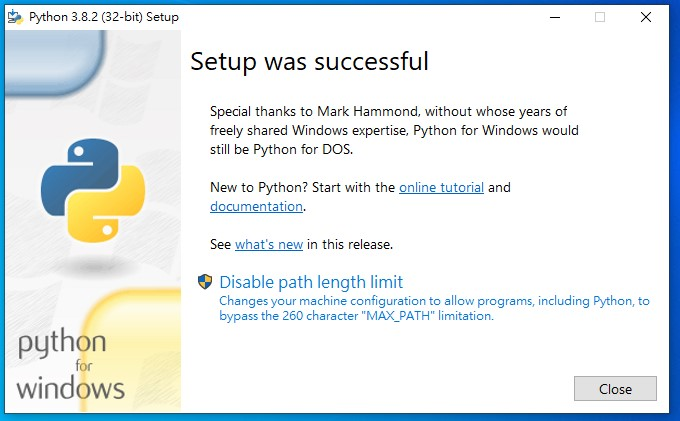 Python 3.8.2 (32-bit) Setup
Setup was successful
Special thanks to Mark Hammond, without whose years of
freely shared Windows expertise, Python for Windows would
still be Python for DOS.
New to Python? Start with the online tutorial and
documentation.
See what's new in this release.
Disable path length limit
Changes your machine configuration to allow programs, including Python, to
bypass the 260 character "MAX_PATH" limitation.
python
for
windows
Close